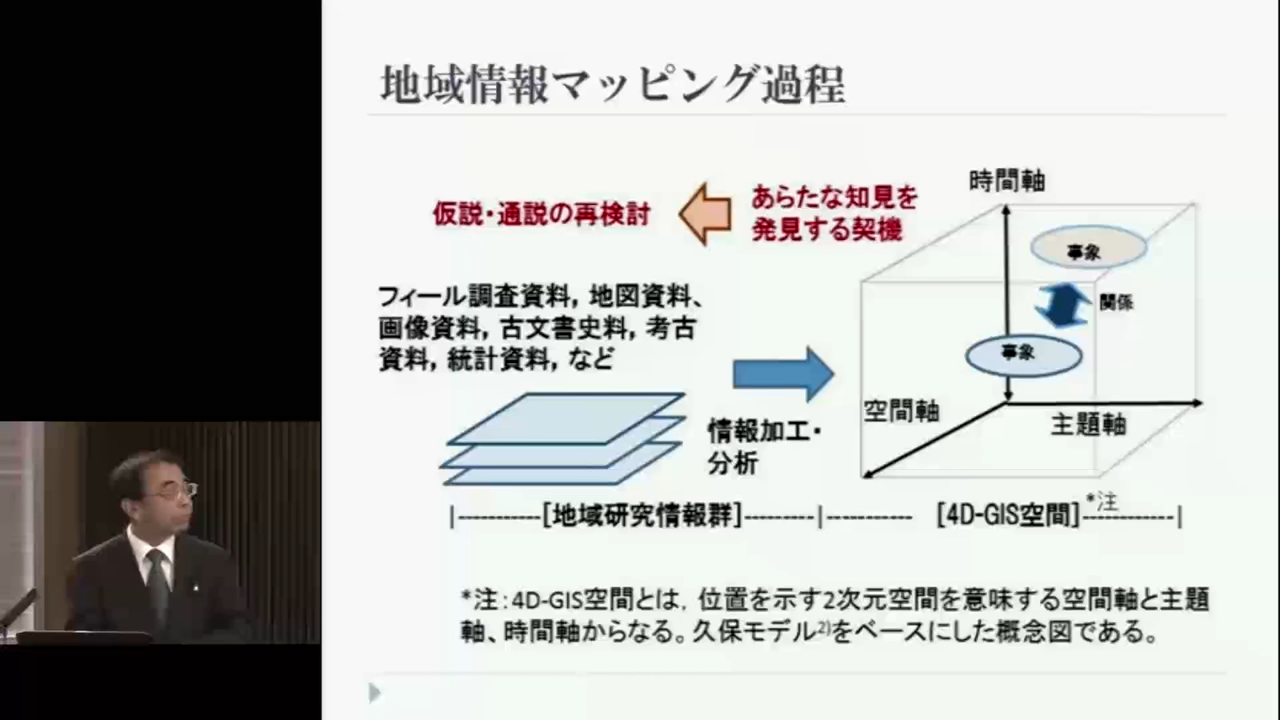 地域情報マッピング過程
時間軸
仮説・通説の再検討
あらたな知見を
発見する契機
事象
関係
事象
フィール調査資料, 地図資料、
画像資料, 古文書史料, 考古
資料, 統計資料, など
空間軸
主題軸
情報加工・
分析
|-----------[地域研究情報群]---------|----------- [4D-GIS空間]------------|
*注
*注：4D-GIS空間とは, 位置を示す2次元空間を意味する空間軸と主題
軸、時間軸からなる。久保モデル2)をベースにした概念図である。